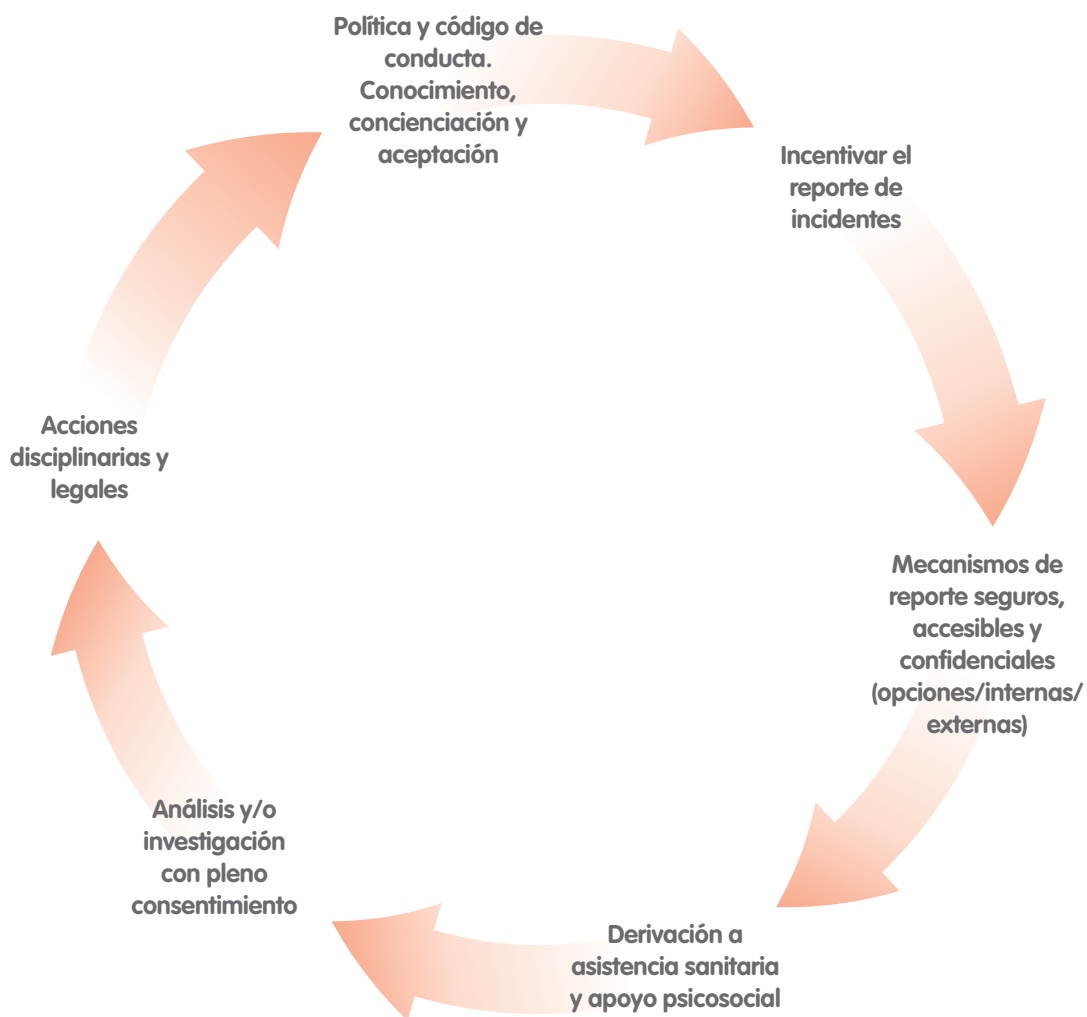 Política y código de
conducta.
Conocimiento,
concienciación y
aceptación
Incentivar el
reporte de
incidentes
Mecanismos de
reporte seguros,
accesibles y
confidenciales
(opciones/internas/
externas)
Derivación a
asistencia sanitaria
y apoyo psicosocial
Análisis y/o
investigación
con pleno
consentimiento
Acciones
disciplinarias y
legales